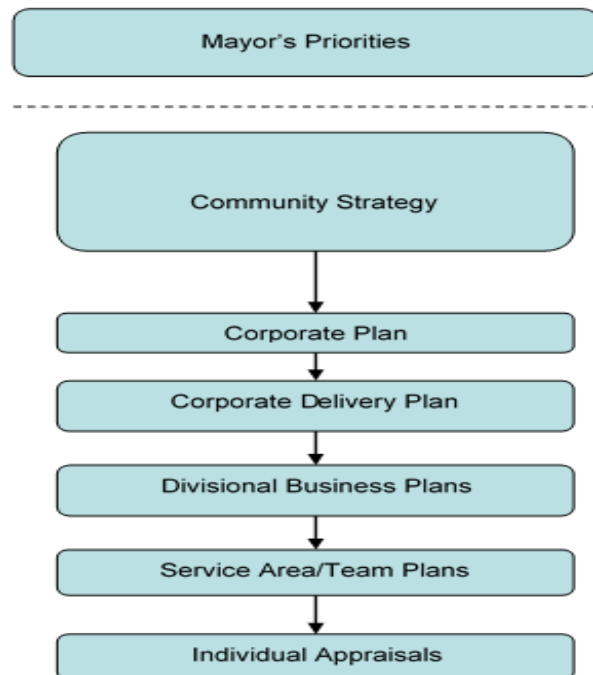 Mayor's Priorities
Community Strategy
Corporate Plan
Corporate Delivery Plan
Divisional Business Plans
Service Area/Team Plans
Individual Appraisals